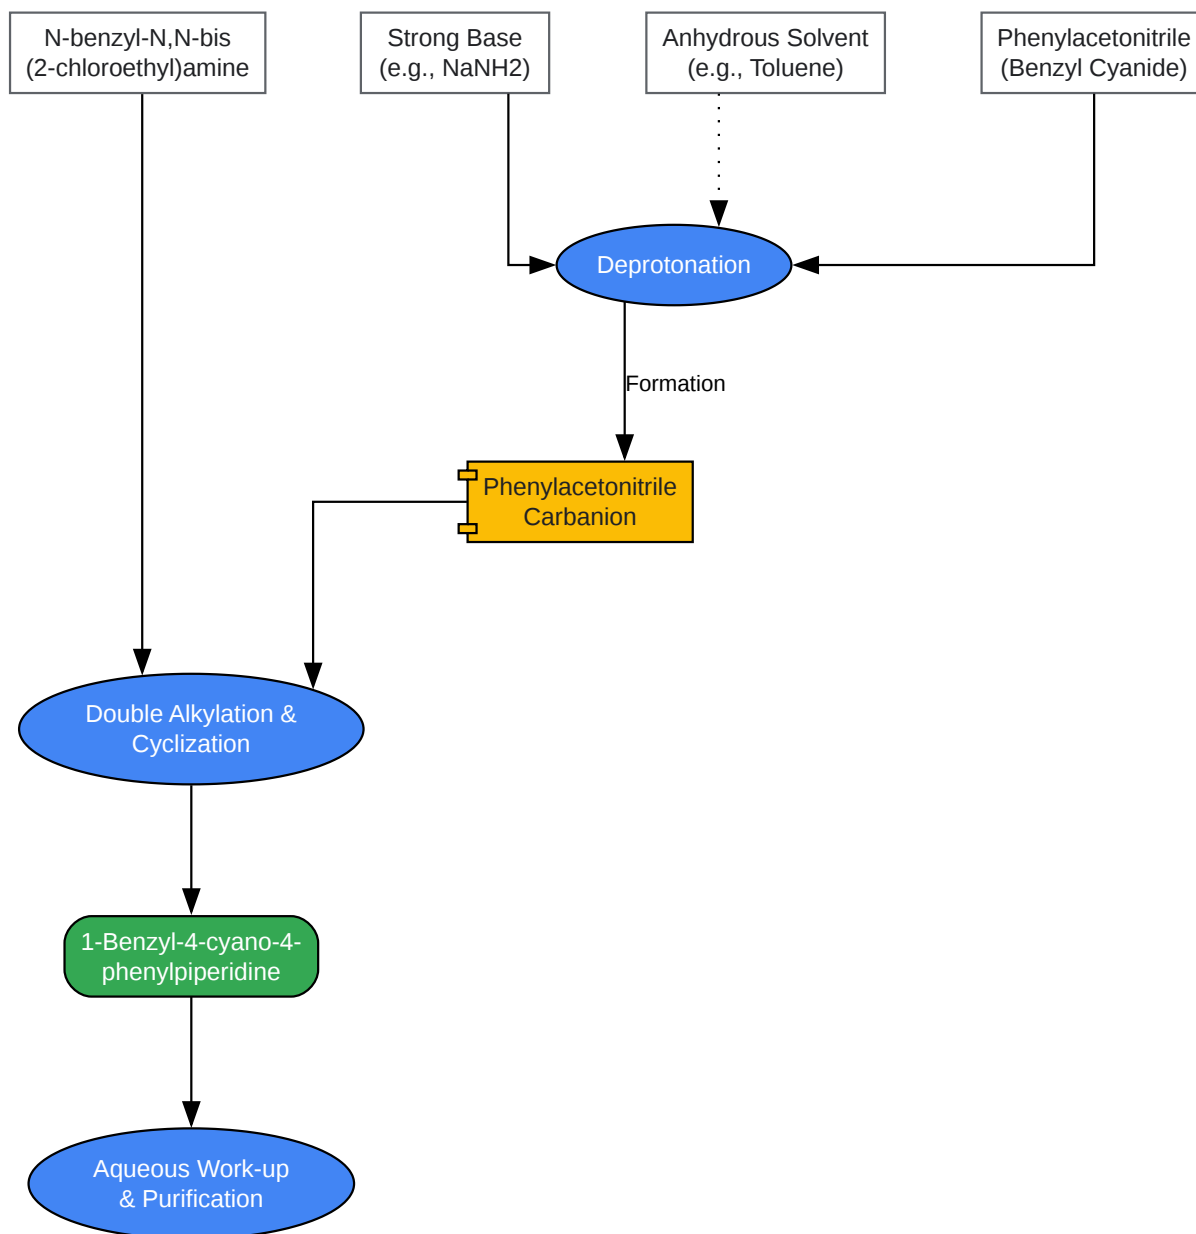 N-benzyl-N,N-bis
(2-chloroethyl)amine
Strong Base
(e.g., NaNH2)
Anhydrous Solvent
(e.g., Toluene)
Phenylacetonitrile
(Benzyl Cyanide)
Deprotonation
Formation
Phenylacetonitrile
Carbanion
Double Alkylation &
Cyclization
1-Benzyl-4-cyano-4-
phenylpiperidine
Aqueous Work-up
& Purification